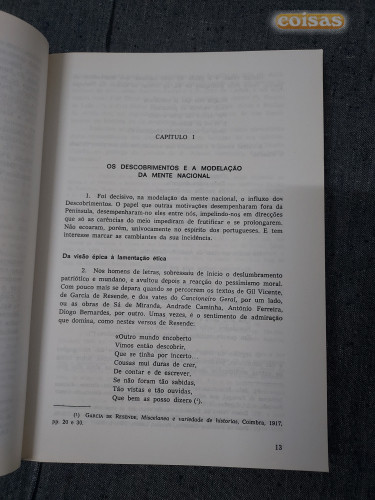 coisas
CAPÍTULO I
OS DESCOBRIMENTOS E A MODELAÇÃO
DA MENTE NACIONAL
1. Foi decisivo, na modelação da mente nacional, o influxo dos
Descobrimentos. O papel que outras motivações desempenharam fora da
Península, desempenharam-no eles entre nós, impelindo-nos em direcções
que só as carências do meio impediram de frutificar e se prolongarem.
Não ecoaram, porém, univocamente no espírito dos portugueses. E tem
interesse marcar as cambiantes da sua incidência.
Da visão épica à lamentação ética
2. Nos homens de letras, sobressaiu de início o deslumbramento
patriótico e mundano, e avultou depois a reacção do pessimismo moral.
Com pouco mais se depara quando se percorrem os textos de Gil Vicente,
de Garcia de Resende, e dos vates do Cancioneiro Geral, por um lado,
ou as obras de Sá de Miranda, Andrade Caminha, António Ferreira,
Diogo Bernardes, por outro. Umas vezes, é o sentimento de admiração
que domina, como nestes versos de Resende:
«Outro mundo encoberto
Vimos então descobrir,
Que se tinha por incerto.
Cousas mui duras de crer,
De contar e de escrever,
Se não foram tão sabidas,
Tão vistas e tão ouvidas,
Que bem as posso dizer» (¹).
(¹) GARCIA DE RESENDE, Miscelanea e variedade de historias, Coimbra, 1917,
pp. 20 e 30.
13